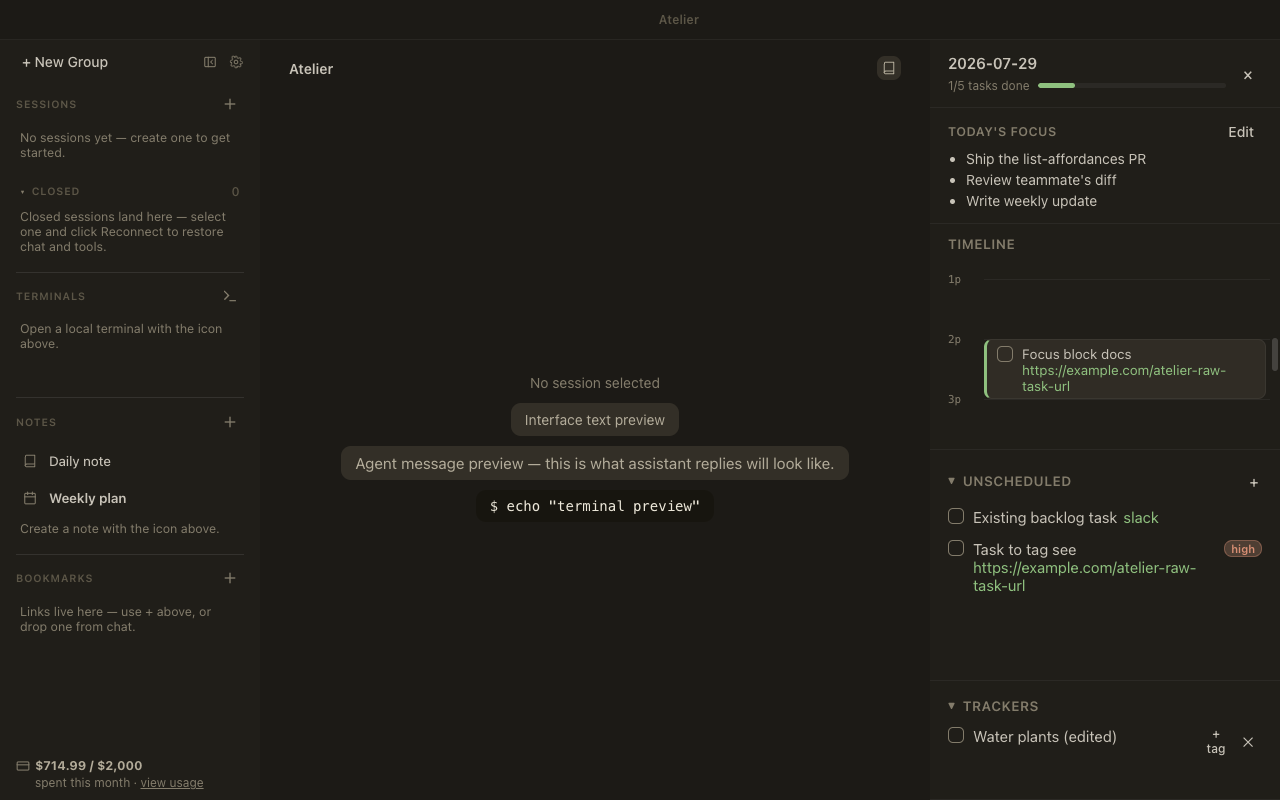 Atelier
+ New Group
SESSIONS
No sessions yet — create one to get
started.
CLOSED 0
Closed sessions land here — select
one and click Reconnect to restore
chat and tools.
TERMINALS
Open a local terminal with the icon
above.
NOTES
Daily note
Weekly plan
Create a note with the icon above.
BOOKMARKS
Links live here — use + above, or
drop one from chat.
$714.99 / $2,000
spent this month · view usage
Atelier
No session selected
Interface text preview
Agent message preview — this is what assistant replies will look like.
$ echo "terminal preview"
2026-07-29
1/5 tasks done
TODAY'S FOCUS Edit
• Ship the list-affordances PR
• Review teammate's diff
• Write weekly update
TIMELINE
1p
2p
Focus block docs
https://example.com/atelier-raw-
task-url
3p
UNSCHEDULED +
Existing backlog task slack
Task to tag see high
https://example.com/atelier-raw-
task-url
TRACKERS
Water plants (edited) +
tag